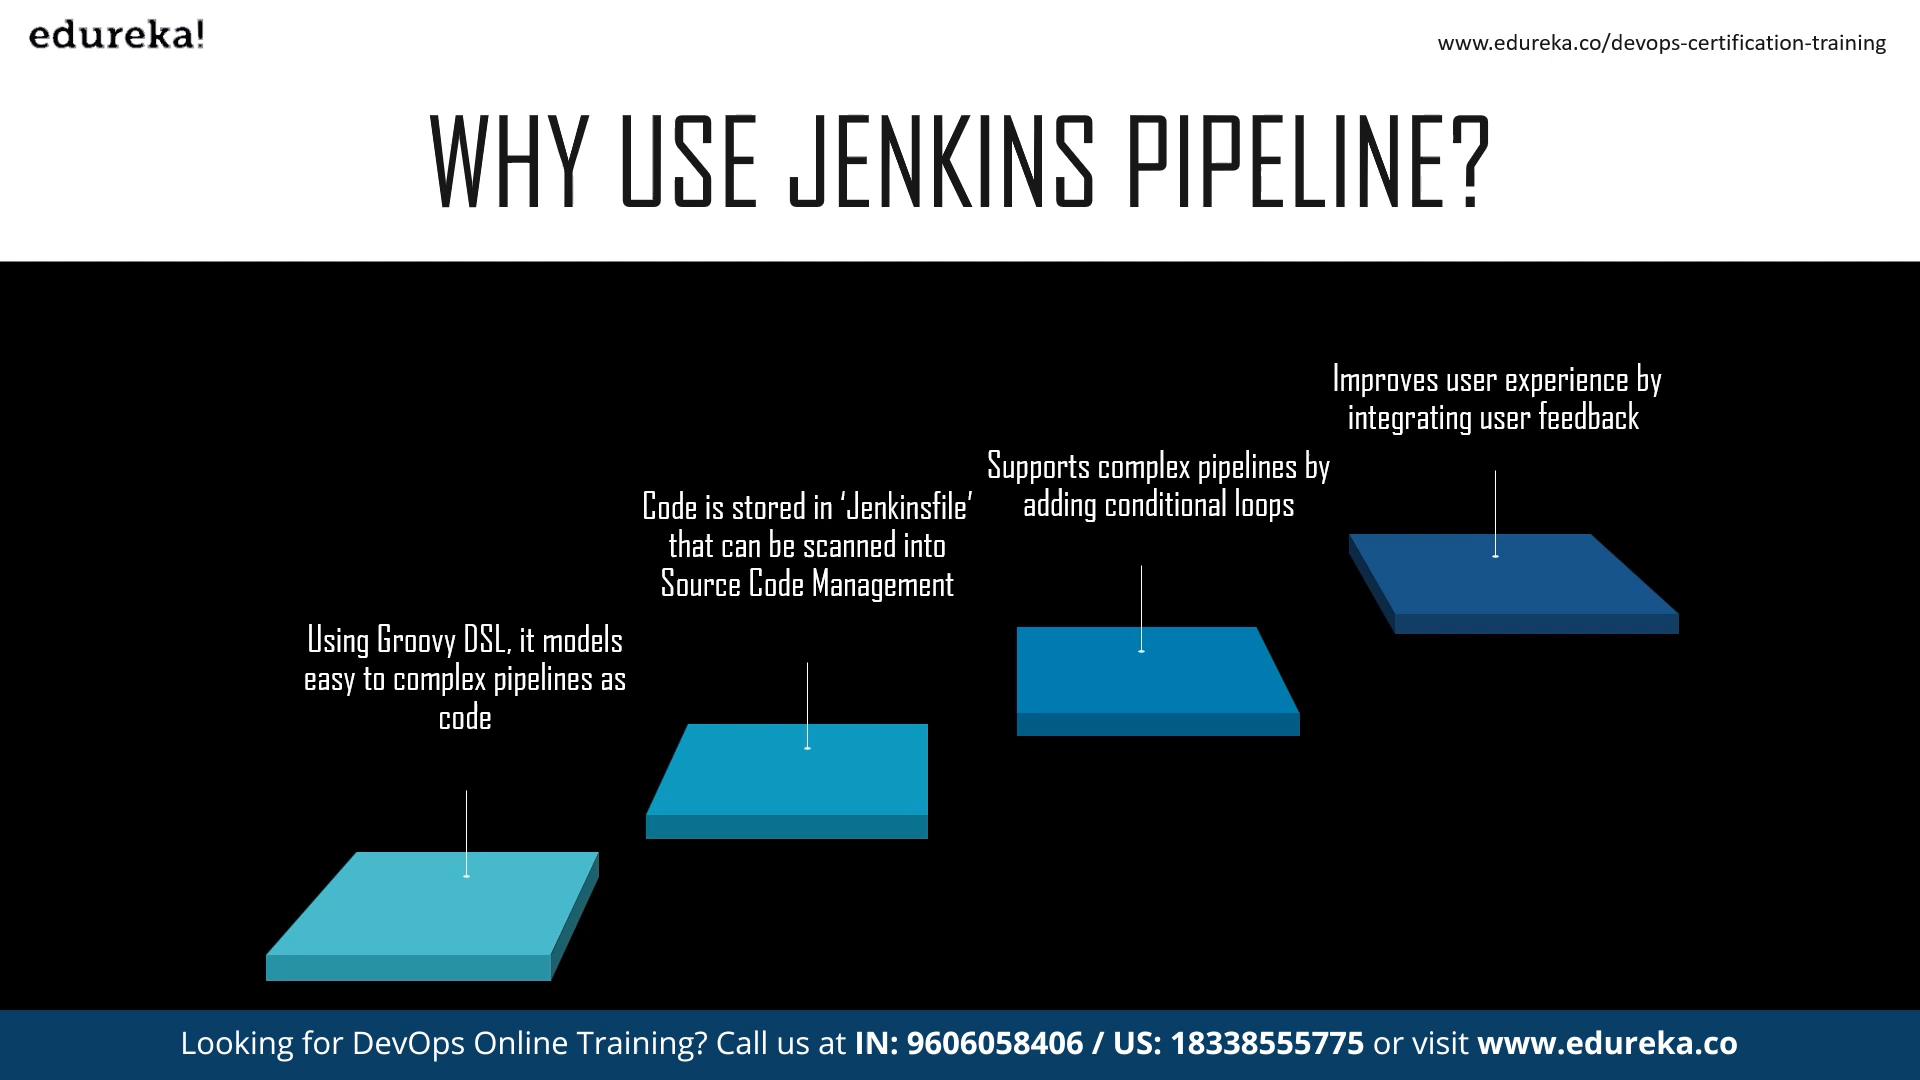 edureka!
www.edureka.co/devops-certification-training
WHY USE JENKINS PIPELINE?
Using Groovy DSL, it models
easy to complex pipelines as
code
Code is stored in ‘Jenkinsfile’
that can be scanned into
Source Code Management
Supports complex pipelines by
adding conditional loops
Improves user experience by
integrating user feedback
Looking for DevOps Online Training? Call us at IN: 9606058406 / US: 18338555775 or visit www.edureka.co